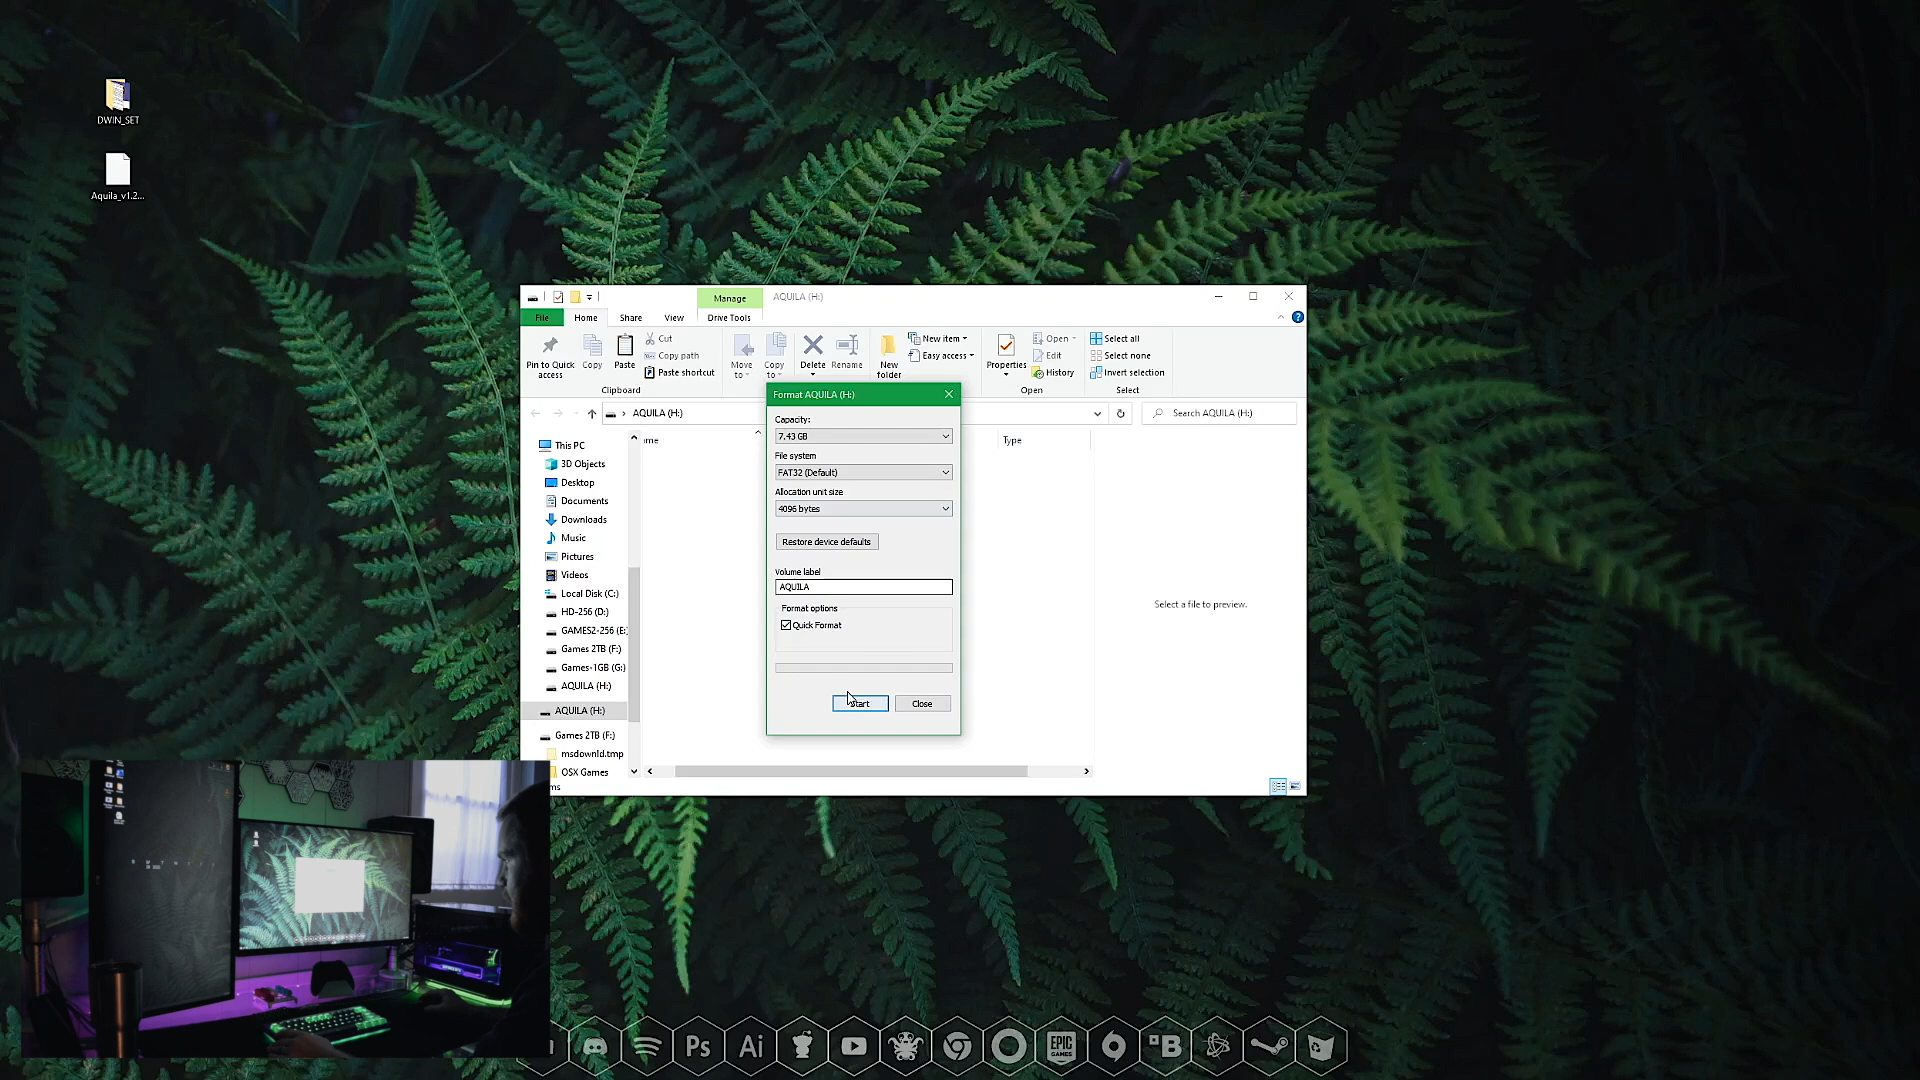 DWIN_SET
Aquila_v1.2...
Manage
AQUILA (H:)
File
Home
Share
View
Drive Tools
Pin to Quick access
Copy
Paste
Cut
Copy path
Paste shortcut
Clipboard
Move to
Copy to
Delete
Rename
New folder
New item
Easy access
Properties
Open
Edit
History
Open
Select all
Select none
Invert selection
Select
AQUILA (H:)
Search AQUILA (H:)
This PC
3D Objects
Desktop
Documents
Downloads
Music
Pictures
Videos
Local Disk (C:)
HD-256 (D:)
GAMES2-256 (E:
Games 2TB (F:)
Games-1GB (G:)
AQUILA (H:)
AQUILA (H:)
Games 2TB (F:)
msdownld.tmp
OSX Games
ms
me
Type
Select a file to preview.
Format AQUILA (H:)
Capacity:
7.43 GB
File system
FAT32 (Default)
Allocation unit size
4096 bytes
Restore device defaults
Volume label
AQUILA
Format options
Quick Format
Start
Close
Ps
Ai
EPIC GAMES
B